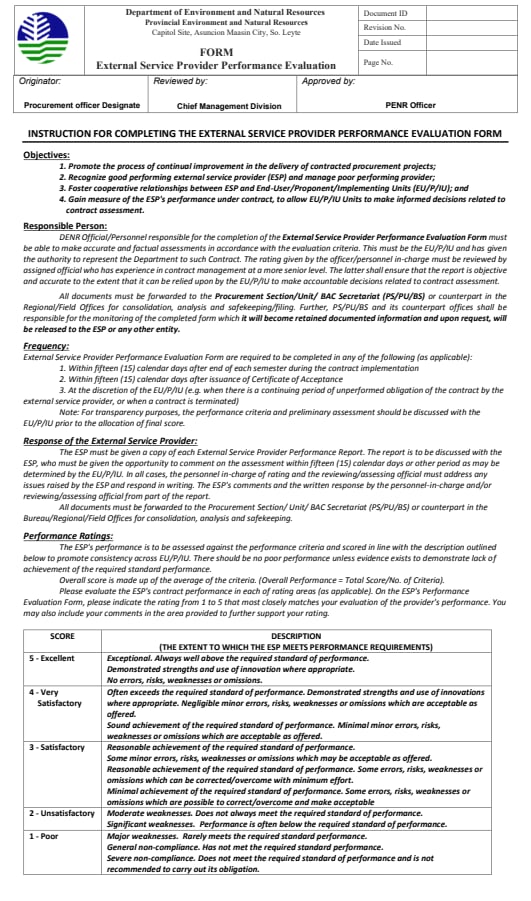 Department of Environment and Natural Resources
Provincial Environment and Natural Resources
Capitol Site, Asuncion Maasin City, So. Leyte
FORM
External Service Provider Performance Evaluation
Document ID
Revision No.
Date Issued
Page No.
Originator:
Reviewed by:
Approved by:
Procurement officer Designate
Chief Management Division
PENR Officer
INSTRUCTION FOR COMPLETING THE EXTERNAL SERVICE PROVIDER PERFORMANCE EVALUATION FORM
Objectives:
1. Promote the process of continual improvement in the delivery of contracted procurement projects;
2. Recognize good performing external service provider (ESP) and manage poor performing provider;
3. Foster cooperative relationships between ESP and End-User/Proponent/Implementing Units (EU/P/IU); and
4. Gain measure of the ESP's performance under contract, to allow EU/P/IU Units to make informed decisions related to
contract assessment.
Responsible Person:
DENR Official/Personnel responsible for the completion of the External Service Provider Performance Evaluation Form must
be able to make accurate and factual assessments in accordance with the evaluation criteria. This must be the EU/P/IU and has given
the authority to represent the Department to such Contract. The rating given by the officer/personnel in-charge must be reviewed by
assigned official who has experience in contract management at a more senior level. The latter shall ensure that the report is objective
and accurate to the extent that it can be relied upon by the EU/P/IU to make accountable decisions related to contract assessment.
All documents must be forwarded to the Procurement Section/Unit/ BAC Secretariat (PS/PU/BS) or counterpart in the
Regional/Field Offices for consolidation, analysis and safekeeping/filing. Further, PS/PU/BS and its counterpart offices shall be
responsible for the monitoring of the completed form which it will become retained documented information and upon request, will
be released to the ESP or any other entity.
Frequency:
External Service Provider Performance Evaluation Form are required to be completed in any of the following (as applicable):
1. Within fifteen (15) calendar days after end of each semester during the contract implementation
2. Within fifteen (15) calendar days after issuance of Certificate of Acceptance
3. At the discretion of the EU/P/IU (e.g. when there is a continuing period of unperformed obligation of the contract by the
external service provider, or when a contract is terminated)
Note: For transparency purposes, the performance criteria and preliminary assessment should be discussed with the
EU/P/IU prior to the allocation of final score.
Response of the External Service Provider:
The ESP must be given a copy of each External Service Provider Performance Report. The report is to be discussed with the
ESP, who must be given the opportunity to comment on the assessment within fifteen (15) calendar days or other period as may be
determined by the EU/P/IU. In all cases, the personnel in-charge of rating and the reviewing/assessing official must address any
issues raised by the ESP and respond in writing. The ESP's comments and the written response by the personnel-in-charge and/or
reviewing/assessing official from part of the report.
All documents must be forwarded to the Procurement Section/ Unit/ BAC Secretariat (PS/PU/BS) or counterpart in the
Bureau/Regional/Field Offices for consolidation, analysis and safekeeping.
Performance Ratings:
The ESP's performance is to be assessed against the performance criteria and scored in line with the description outlined
below to promote consistency across EU/P/IU. There should be no poor performance unless evidence exists to demonstrate lack of
achievement of the required standard performance.
Overall score is made up of the average of the criteria. (Overall Performance = Total Score/No. of Criteria).
Please evaluate the ESP's contract performance in each of rating areas (as applicable). On the ESP's Performance
Evaluation Form, please indicate the rating from 1 to 5 that most closely matches your evaluation of the provider's performance. You
may also include your comments in the area provided to further support your rating.
SCORE
DESCRIPTION
(THE EXTENT TO WHICH THE ESP MEETS PERFORMANCE REQUIREMENTS)
5 - Excellent
Exceptional. Always well above the required standard of performance.
Demonstrated strengths and use of innovation where appropriate.
No errors, risks, weaknesses or omissions.
4 - Very
Satisfactory
Often exceeds the required standard of performance. Demonstrated strengths and use of innovations
where appropriate. Negligible minor errors, risks, weaknesses or omissions which are acceptable as
offered.
Sound achievement of the required standard of performance. Minimal minor errors, risks,
weaknesses or omissions which are acceptable as offered.
3 - Satisfactory
Reasonable achievement of the required standard of performance.
Some minor errors, risks, weaknesses or omissions which may be acceptable as offered.
Reasonable achievement of the required standard of performance. Some errors, risks, weaknesses or
omissions which can be corrected/overcome with minimum effort.
Minimal achievement of the required standard of performance. Some errors, risks, weaknesses or
omissions which are possible to correct/overcome and make acceptable
2 - Unsatisfactory
Moderate weaknesses. Does not always meet the required standard of performance.
Significant weaknesses. Performance is often below the required standard of performance.
1 - Poor
Major weaknesses. Rarely meets the required standard performance.
General non-compliance. Has not met the required standard performance.
Severe non-compliance. Does not meet the required standard of performance and is not
recommended to carry out its obligation.